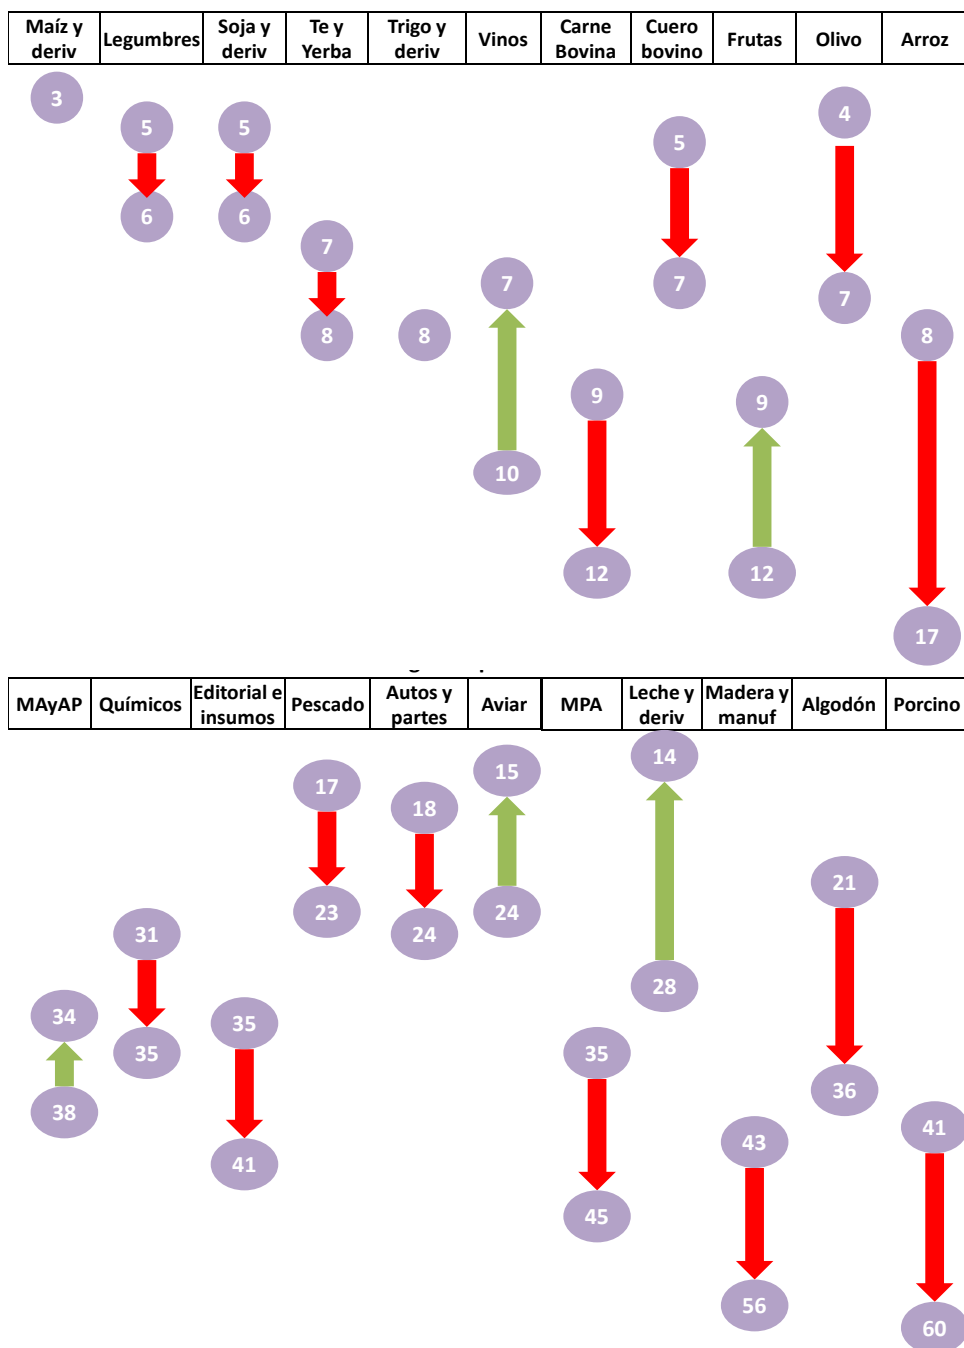 Maíz y deriv
Legumbres
Soja y deriv
Te y Yerba
Trigo y deriv
Vinos
Carne Bovina
Cuero bovino
Frutas
Olivo
Arroz
3
5
6
5
6
7
8
8
7
10
9
12
5
7
9
12
4
7
8
17
MAyAP
Químicos
Editorial e insumos
Pescado
Autos y partes
Aviar
MPA
Leche y deriv
Madera y manuf
Algodón
Porcino
34
38
31
35
35
41
17
23
18
24
15
24
35
45
14
28
43
56
21
36
41
60